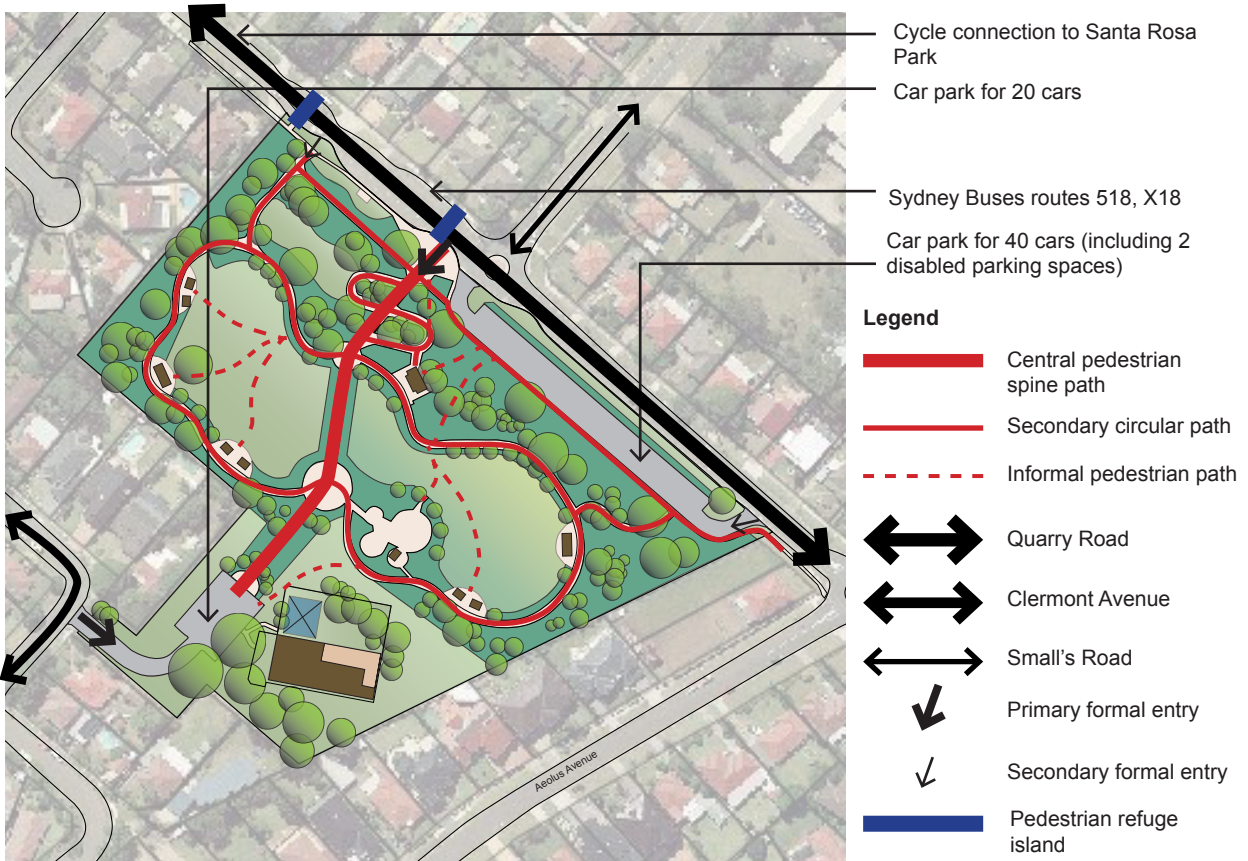 Cycle connection to Santa Rosa
Park
Car park for 20 cars
Sydney Buses routes 518, X18
Car park for 40 cars (including 2
disabled parking spaces)
Legend
Central pedestrian
spine path
Secondary circular path
Informal pedestrian path
Quarry Road
Clermont Avenue
Small's Road
Primary formal entry
Secondary formal entry
Pedestrian refuge
island
Aeolus Avenue